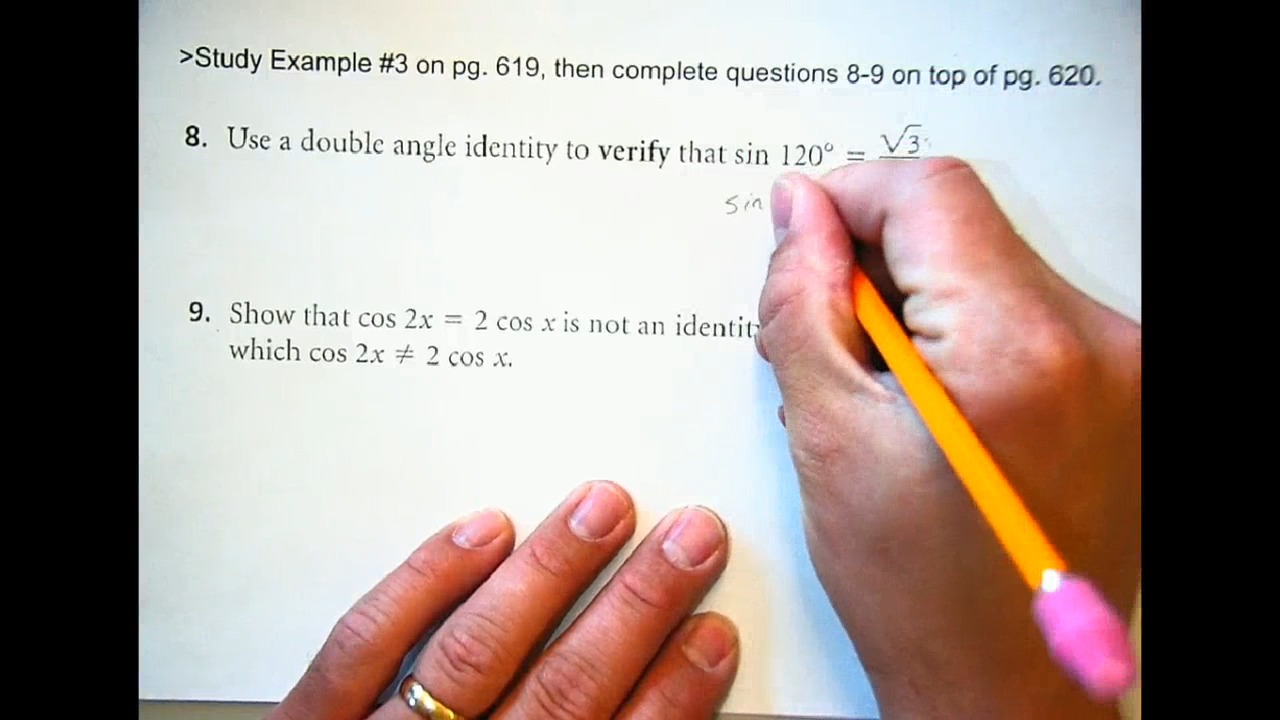 >Study Example #3 on pg. 619, then complete questions 8-9 on top of pg. 620.
8. Use a double angle identity to verify that sin 120° = √3
sin
9. Show that cos 2x = 2 cos x is not an identity
which cos 2x ≠ 2 cos x.